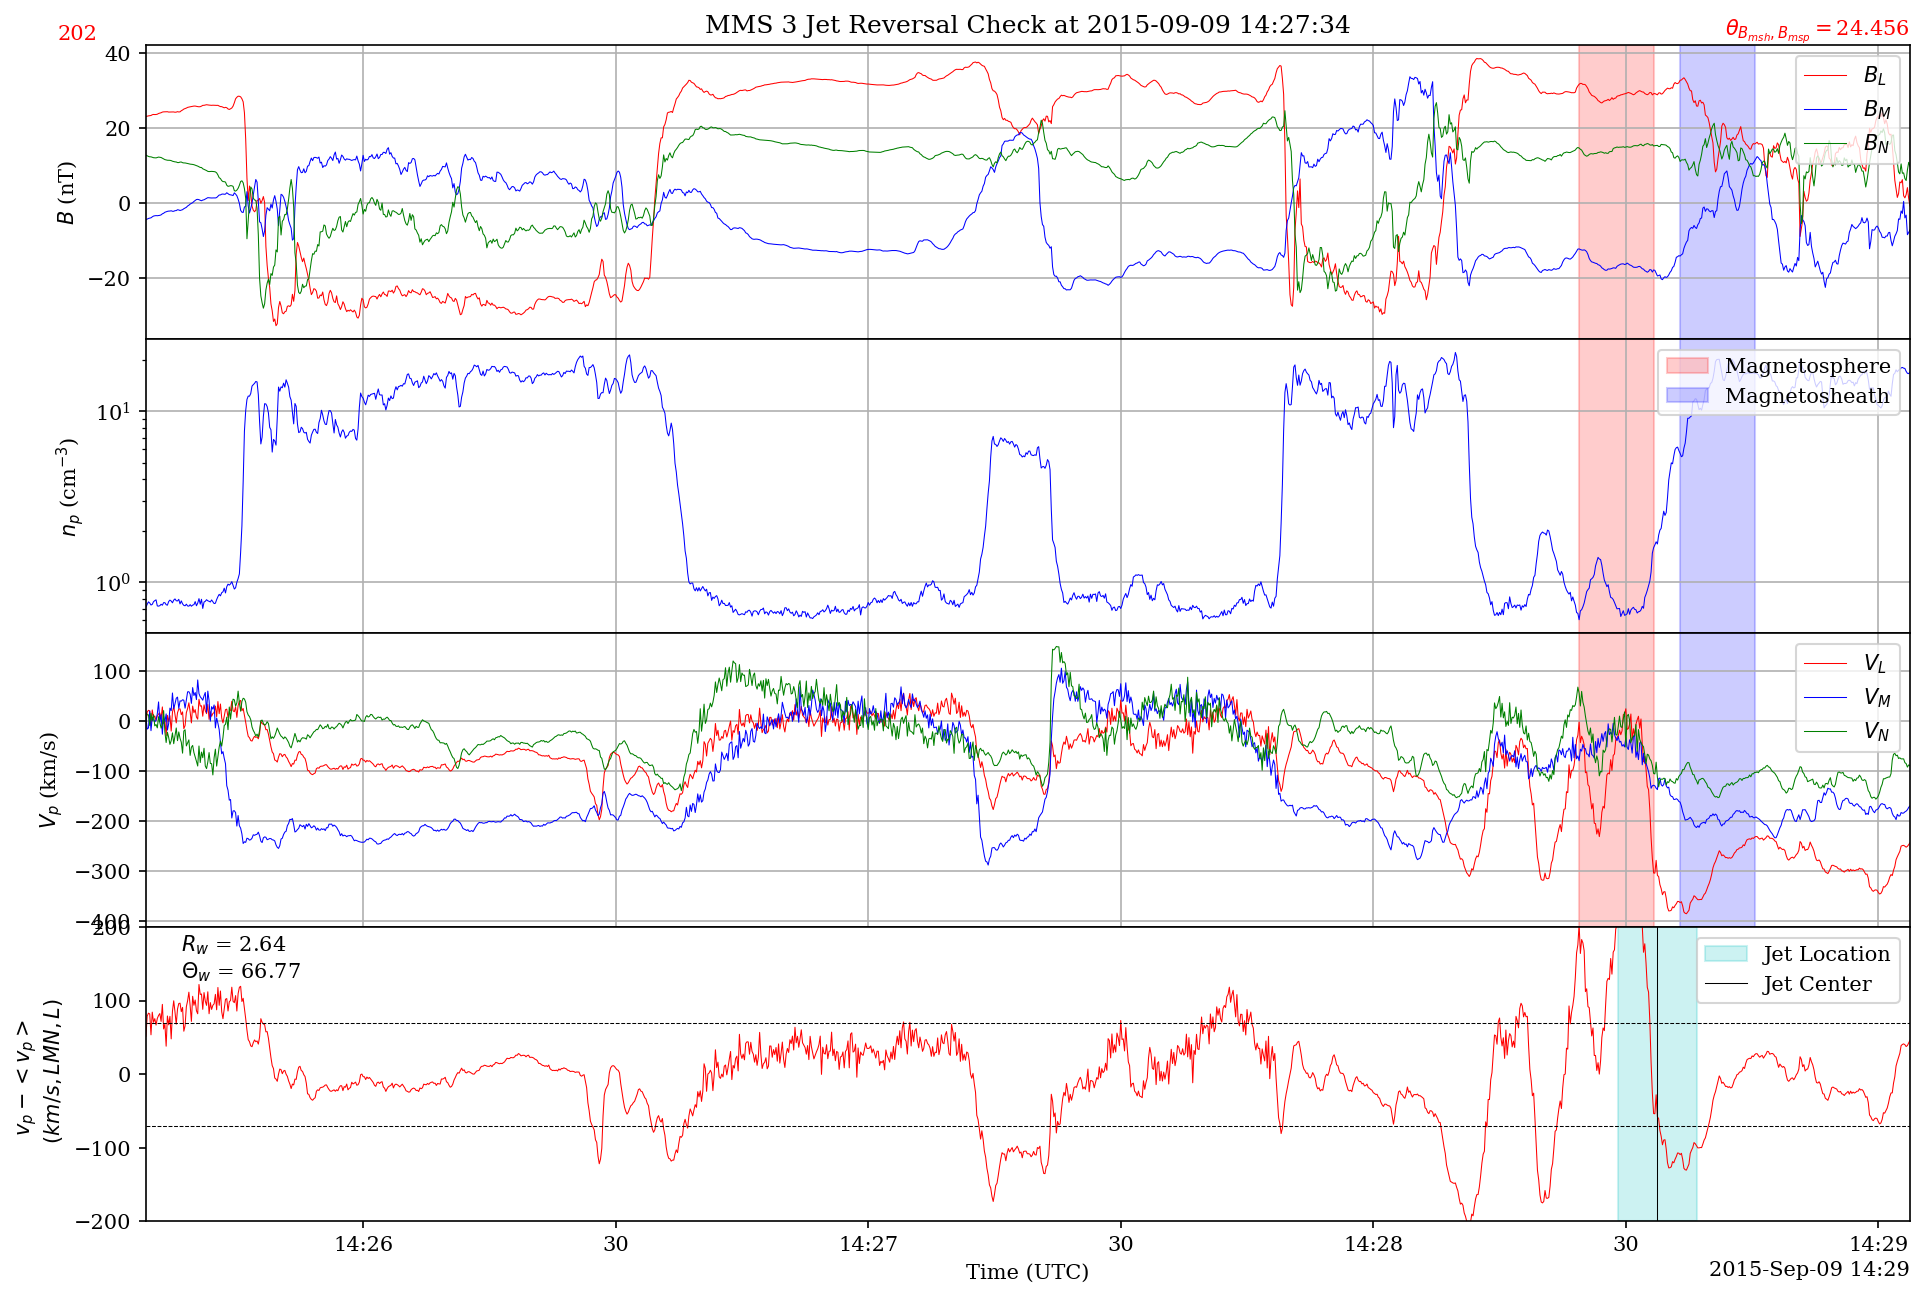 MMS 3 Jet Reversal Check at 2015-09-09 14:27:34
202
θ_{B_{msh}, B_{msp}} = 24.456
40
20
0
−20
B (nT)
B_L
B_M
B_N
10^1
10^0
n_p (cm^{−3})
Magnetosphere
Magnetosheath
100
0
−100
−200
−300
−400
V_p (km/s)
V_L
V_M
V_N
200
100
0
−100
−200
v_p − < v_p >
(km/s, LMN, L)
R_w = 2.64
Θ_w = 66.77
Jet Location
Jet Center
14:26 30 14:27 30 14:28 30 14:29
Time (UTC)
2015-Sep-09 14:29